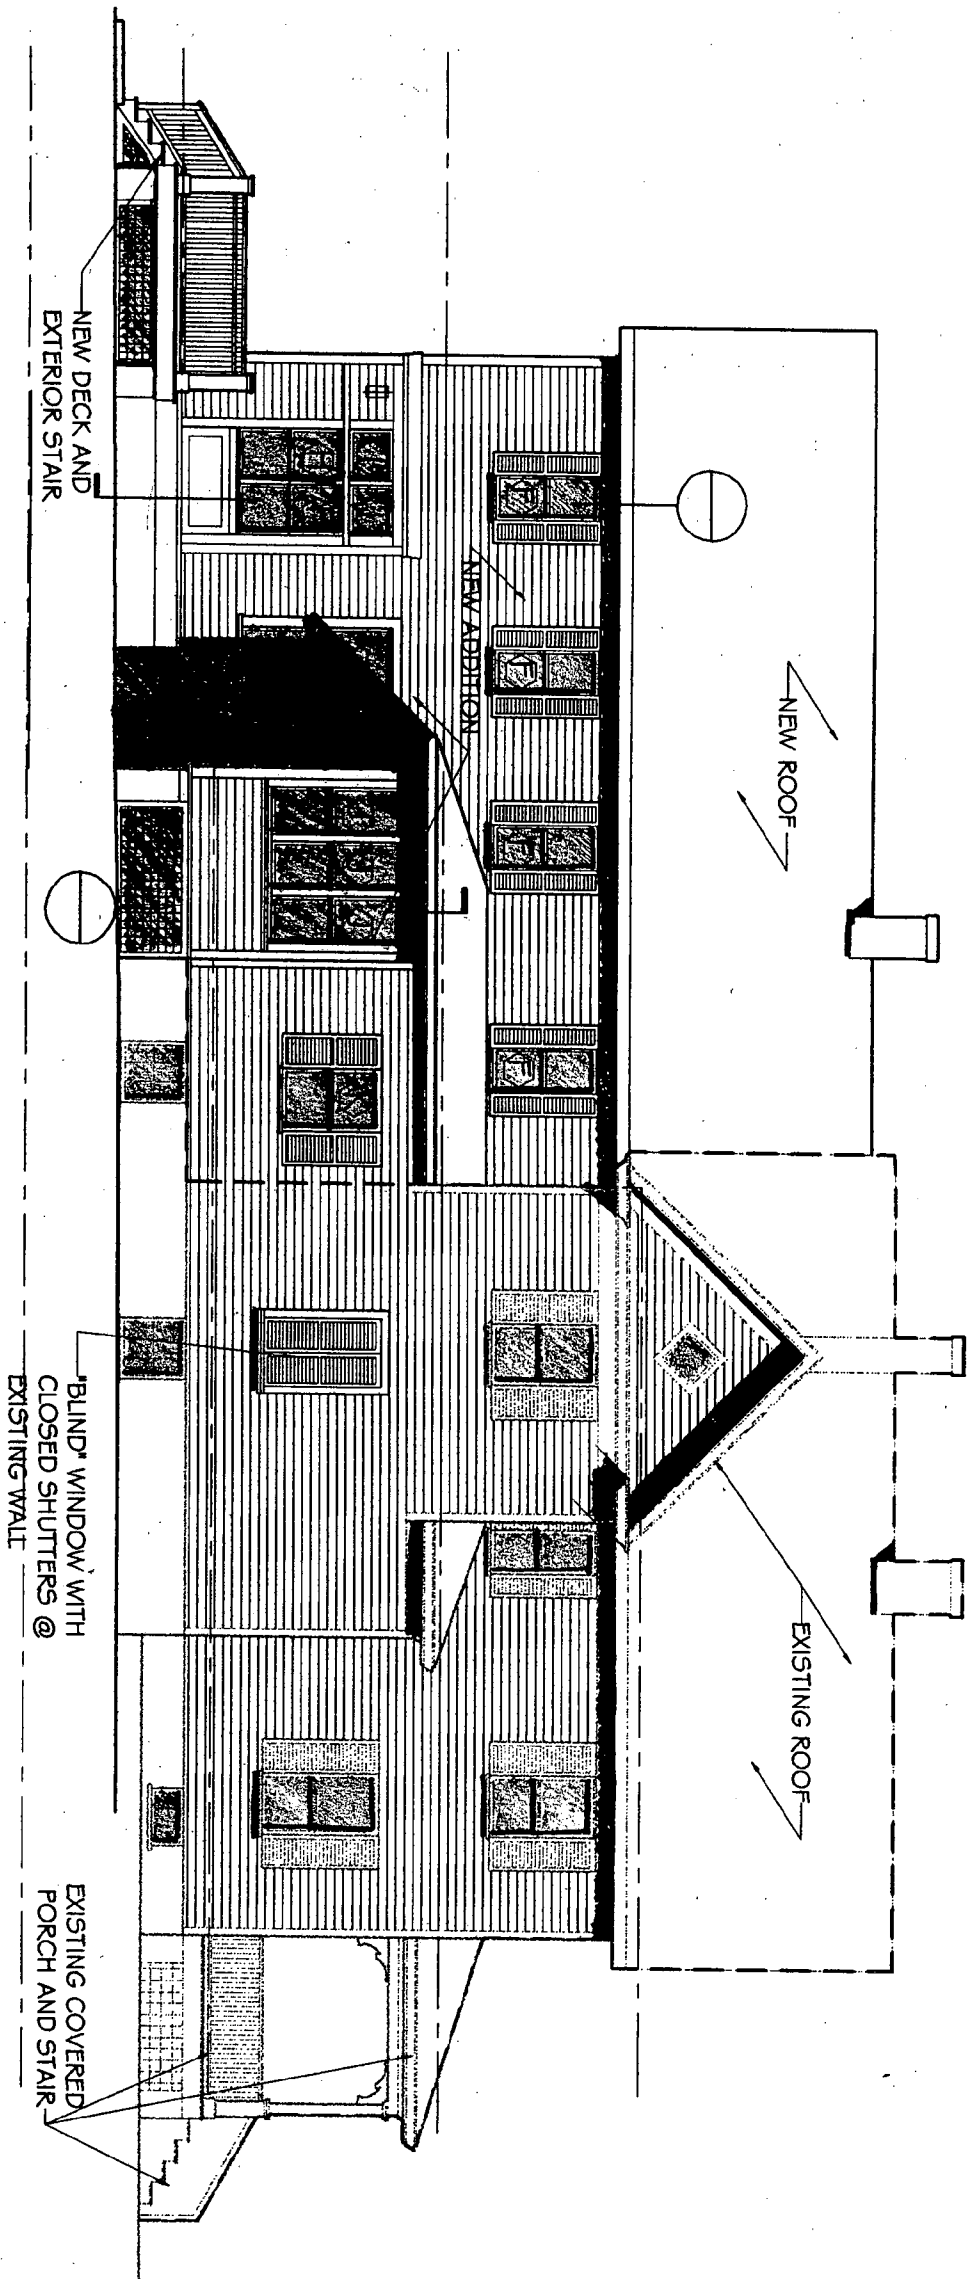 NEW ROOF
EXISTING ROOF
NEW ADDITION
F
F
F
F
NEW DECK AND
EXTERIOR STAIR
"BLIND" WINDOW WITH
CLOSED SHUTTERS @
EXISTING WALL
EXISTING COVERED
PORCH AND STAIR